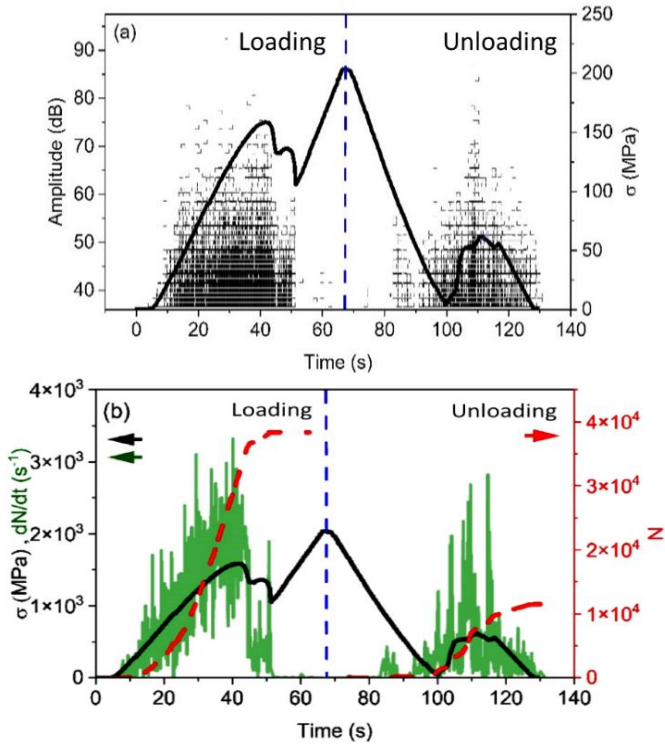 (a)
Loading
Unloading
Amplitude (dB)
90
80
70
60
50
40
250
200
150
100
50
0
σ (MPa)
0 20 40 60 80 100 120 140
Time (s)
(b)
Loading
Unloading
σ (MPa) , dN/dt (s⁻¹)
4×10³
3×10³
2×10³
1×10³
0
4×10⁴
3×10⁴
2×10⁴
1×10⁴
0
N
0 20 40 60 80 100 120 140
Time (s)